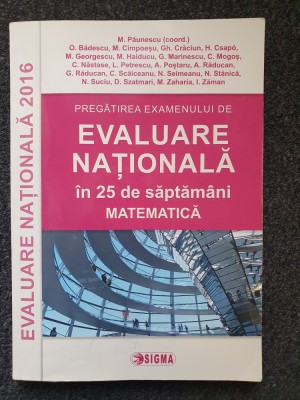 M. Păunescu (coord.)
O. Bădescu, M. Cimpoeșu, Gh. Crăciun, H. Csapó,
M. Georgescu, M. Haiducu, G. Marinescu, C. Mogoș,
C. Năstase, L. Petrescu, A. Poștaru, A. Răducan,
G. Răducan, C. Scăiceanu, N. Seimeanu, N. Stănică,
N. Suciu, D. Szatmari, M. Zaharia, I. Záman
PREGĂTIREA EXAMENULUI DE
EVALUARE
NAȚIONALĂ
în 25 de săptămâni
MATEMATICĂ
EVALUARE NAȚIONALĂ 2016
SIGMA